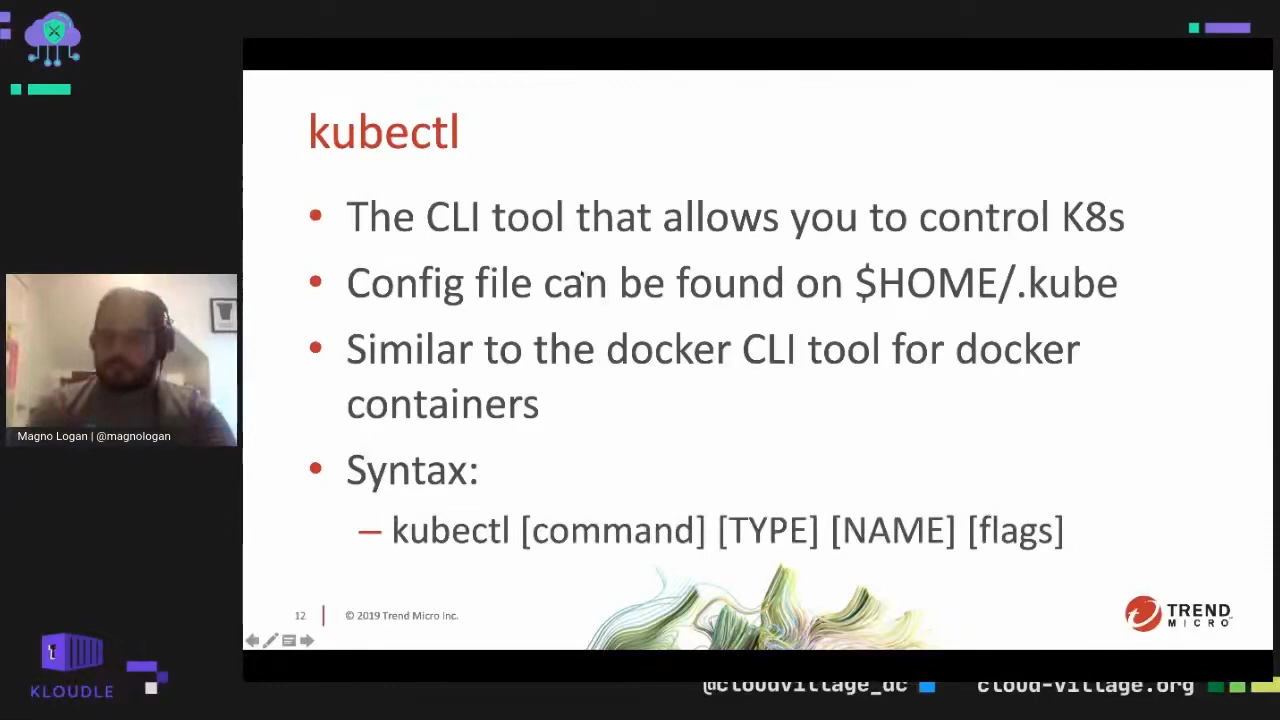 kubectl
• The CLI tool that allows you to control K8s
• Config file can be found on $HOME/.kube
• Similar to the docker CLI tool for docker
containers
• Syntax:
– kubectl [command] [TYPE] [NAME] [flags]
Magno Logan | @magnologan
12
© 2019 Trend Micro Inc.
TREND
MICRO™
KLOUDLE
@cloudvillage_dc
cloud-village.org